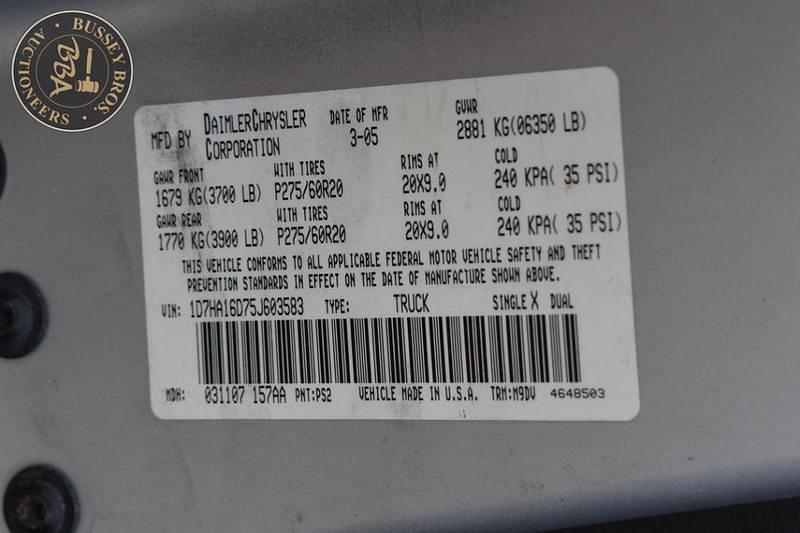 BUSSEY BROS.
AUCTIONEERS
BBA
MFD BY DAIMLERCHRYSLER CORPORATION
DATE OF MFR 3-05
GVWR 2881 KG(06350 LB)
GAWR FRONT WITH TIRES RIMS AT COLD
1679 KG(3700 LB) P275/60R20 20X9.0 240 KPA( 35 PSI)
GAWR REAR WITH TIRES RIMS AT COLD
1770 KG(3900 LB) P275/60R20 20X9.0 240 KPA( 35 PSI)
THIS VEHICLE CONFORMS TO ALL APPLICABLE FEDERAL MOTOR VEHICLE SAFETY AND THEFT
PREVENTION STANDARDS IN EFFECT ON THE DATE OF MANUFACTURE SHOWN ABOVE.
VIN: 1D7HA16D75J603583 TYPE: TRUCK SINGLE X DUAL
MDH: 031107 157AA PNT:PS2 VEHICLE MADE IN U.S.A. TRM:M9DV 4648503